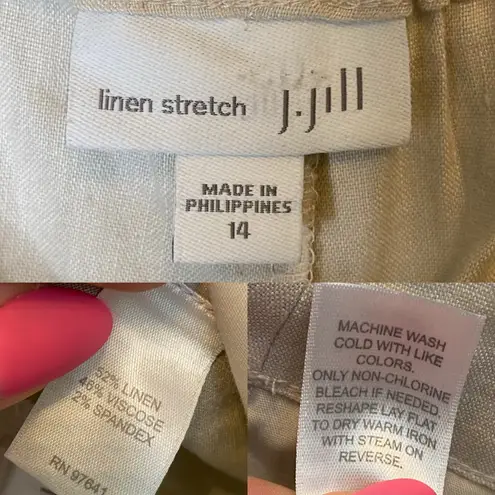 linen stretch J.Jill
MADE IN
PHILIPPINES
14
52% LINEN
46% VISCOSE
2% SPANDEX
RN 97641
MACHINE WASH
COLD WITH LIKE
COLORS.
ONLY NON-CHLORINE
BLEACH IF NEEDED.
RESHAPE LAY FLAT
TO DRY WARM IRON
WITH STEAM ON
REVERSE.